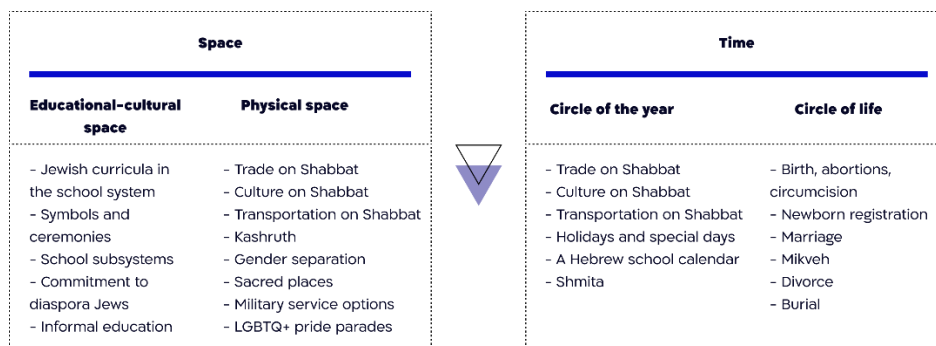 Space
Educational-cultural
space
- Jewish curricula in
the school system
- Symbols and
ceremonies
- School subsystems
- Commitment to
diaspora Jews
- Informal education
Physical space
- Trade on Shabbat
- Culture on Shabbat
- Transportation on Shabbat
- Kashruth
- Gender separation
- Sacred places
- Military service options
- LGBTQ+ pride parades
Time
Circle of the year
- Trade on Shabbat
- Culture on Shabbat
- Transportation on Shabbat
- Holidays and special days
- A Hebrew school calendar
- Shmita
Circle of life
- Birth, abortions,
circumcision
- Newborn registration
- Marriage
- Mikveh
- Divorce
- Burial